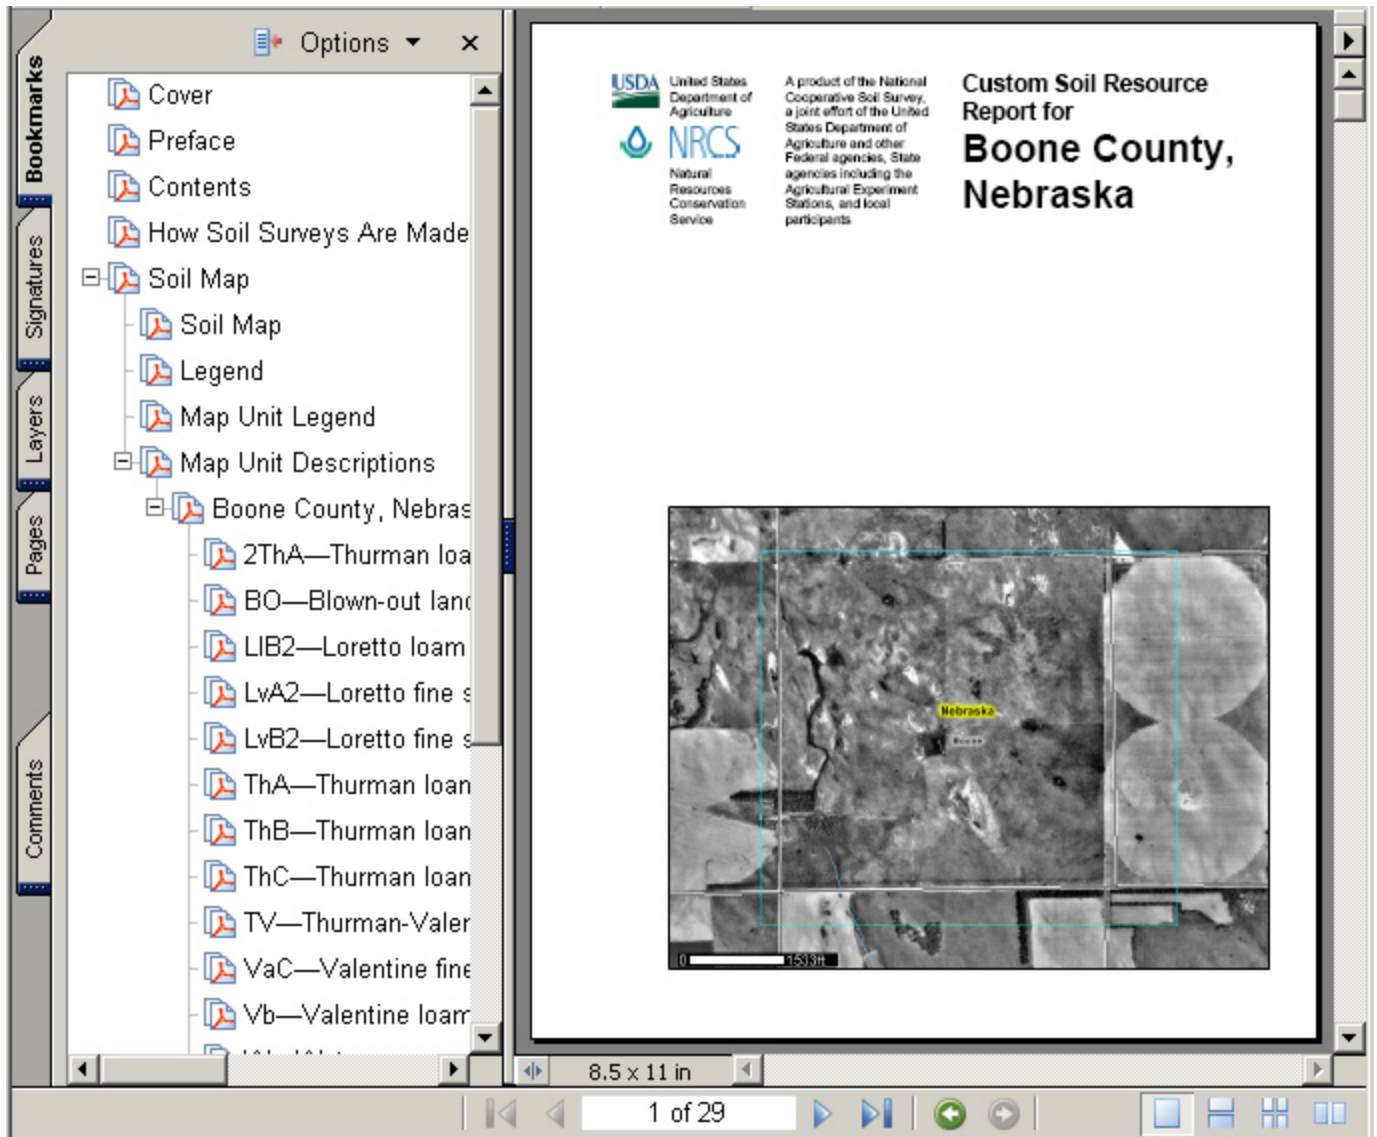 Options
Bookmarks
Signatures
Layers
Pages
Comments
Cover
Preface
Contents
How Soil Surveys Are Made
Soil Map
Soil Map
Legend
Map Unit Legend
Map Unit Descriptions
Boone County, Nebras
2ThA—Thurman loa
BO—Blown-out land
LlB2—Loretto loam
LvA2—Loretto fine s
LvB2—Loretto fine s
ThA—Thurman loan
ThB—Thurman loan
ThC—Thurman loan
TV—Thurman-Valer
VaC—Valentine fine
Vb—Valentine loam
USDA
United States
Department of
Agriculture
NRCS
Natural
Resources
Conservation
Service
A product of the National
Cooperative Soil Survey,
a joint effort of the United
States Department of
Agriculture and other
Federal agencies, State
agencies including the
Agricultural Experiment
Stations, and local
participants
Custom Soil Resource
Report for
Boone County,
Nebraska
Nebraska
Boone
0 1533ft
8.5 x 11 in
1 of 29